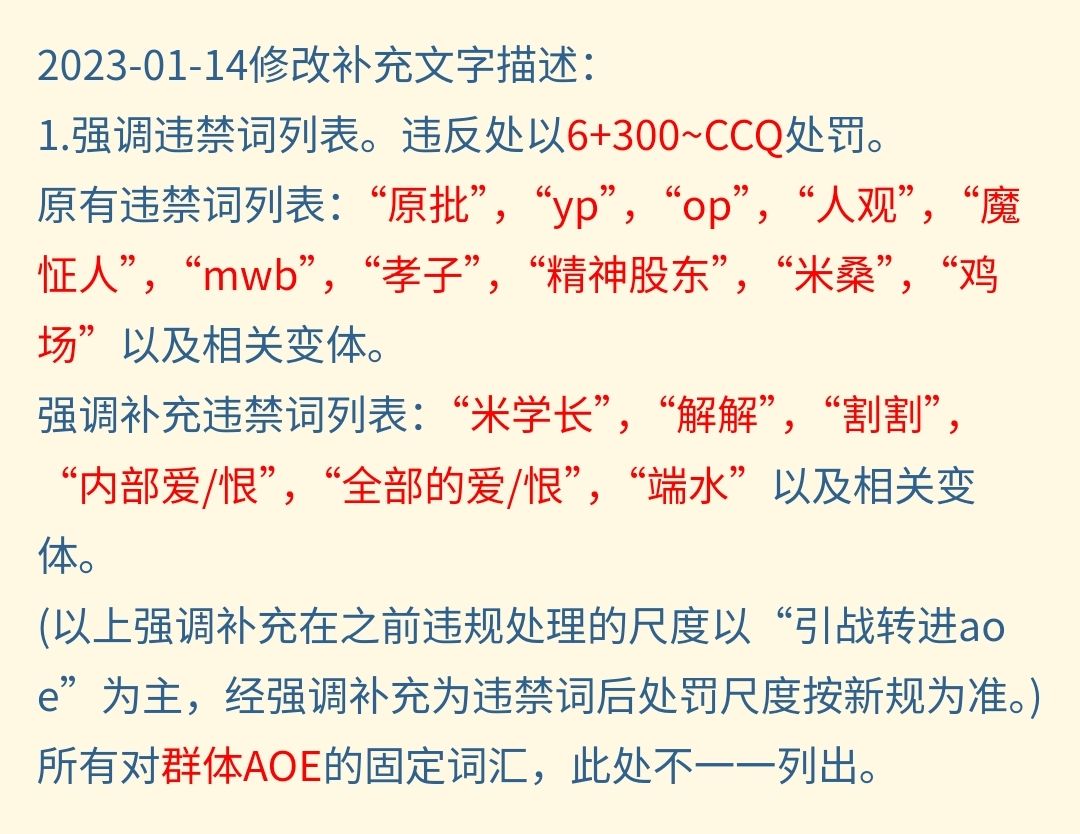 2023-01-14修改补充文字描述：
1.强调违禁词列表。违反处以6+300~CCQ处罚。
原有违禁词列表：“原批”，“yp”，“op”，“人观”，“魔
怔人”，“mwb”，“孝子”，“精神股东”，“米桑”，“鸡
场”以及相关变体。
强调补充违禁词列表：“米学长”，“解解”，“割割”，
“内部爱/恨”，“全部的爱/恨”，“端水”以及相关变
体。
(以上强调补充在之前违规处理的尺度以“引战转进ao
e”为主，经强调补充为违禁词后处罚尺度按新规为准。)
所有对群体AOE的固定词汇，此处不一一列出。